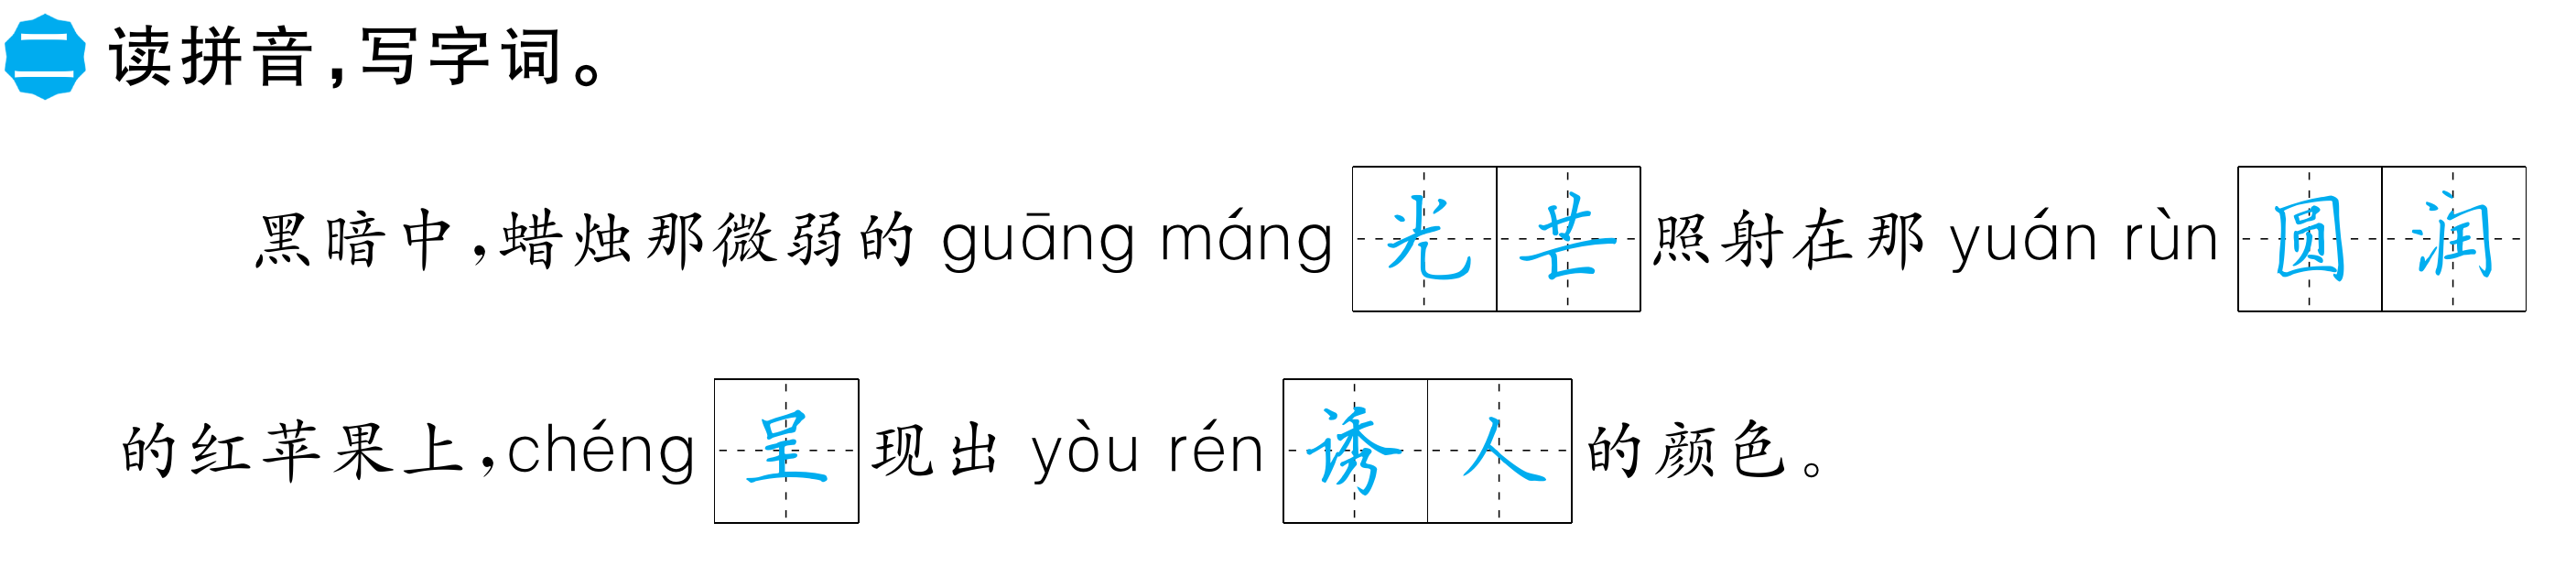 二 读拼音,写字词。
黑暗中,蜡烛那微弱的 guāng máng 光芒 照射在那 yuán rùn 圆润
的红苹果上,chéng 呈 现出 yòu rén 诱人 的颜色。